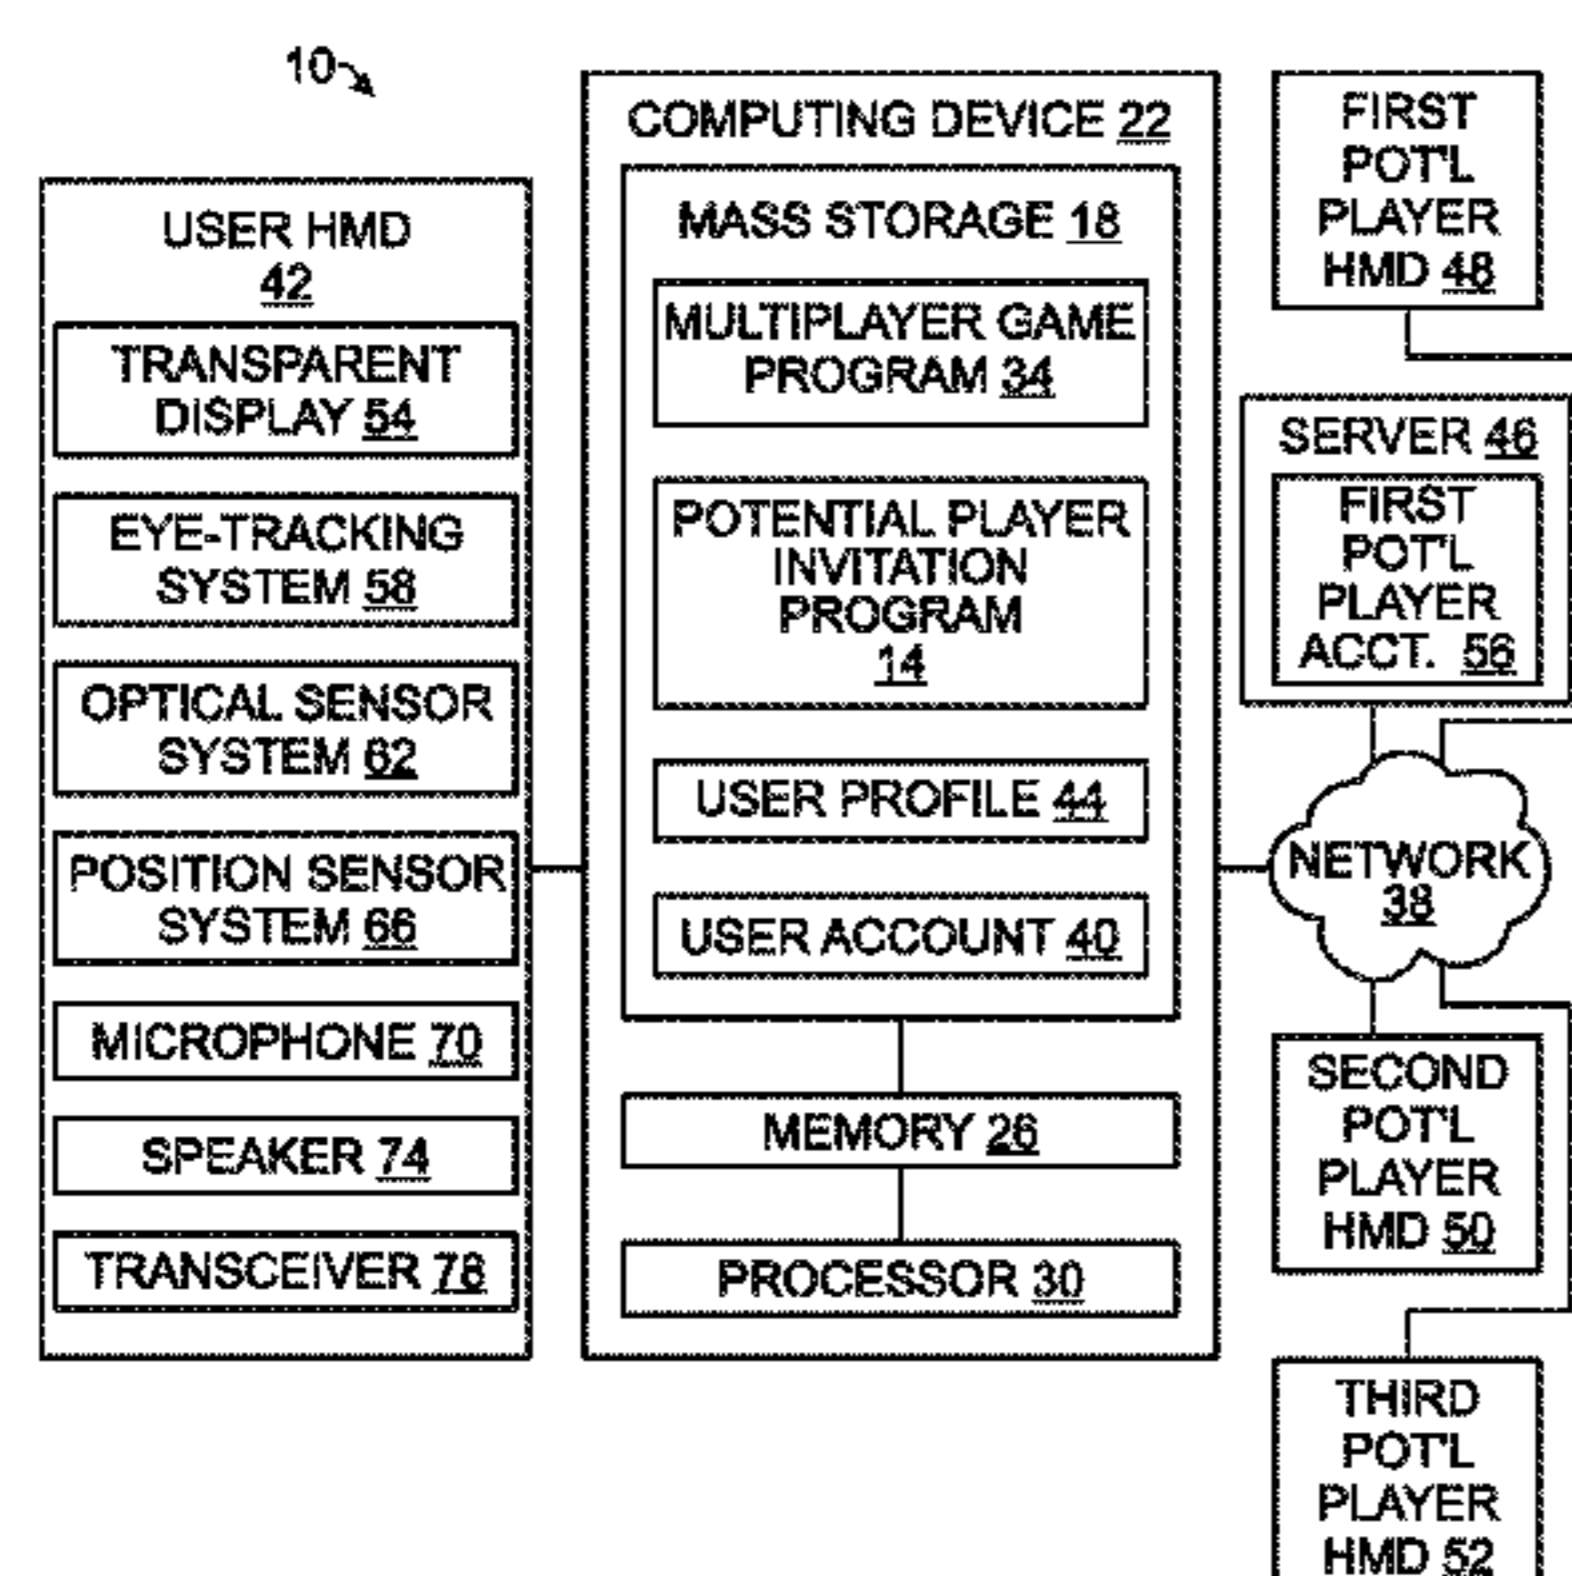 10
USER HMD
42
TRANSPARENT
DISPLAY 54
EYE-TRACKING
SYSTEM 58
OPTICAL SENSOR
SYSTEM 62
POSITION SENSOR
SYSTEM 66
MICROPHONE 70
SPEAKER 74
TRANSCEIVER 78
COMPUTING DEVICE 22
MASS STORAGE 18
MULTIPLAYER GAME
PROGRAM 34
POTENTIAL PLAYER
INVITATION
PROGRAM
14
USER PROFILE 44
USER ACCOUNT 40
MEMORY 26
PROCESSOR 30
FIRST
POT'L
PLAYER
HMD 48
SERVER 46
FIRST
POT'L
PLAYER
ACCT. 56
NETWORK
38
SECOND
POT'L
PLAYER
HMD 50
THIRD
POT'L
PLAYER
HMD 52